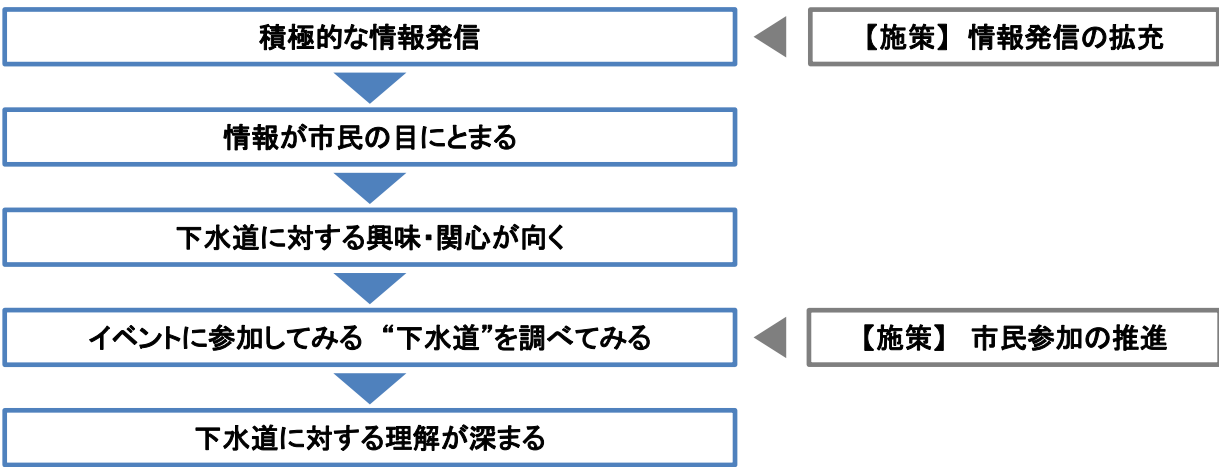 積極的な情報発信
【施策】 情報発信の拡充
情報が市民の目にとまる
下水道に対する興味・関心が向く
イベントに参加してみる “下水道”を調べてみる
【施策】 市民参加の推進
下水道に対する理解が深まる